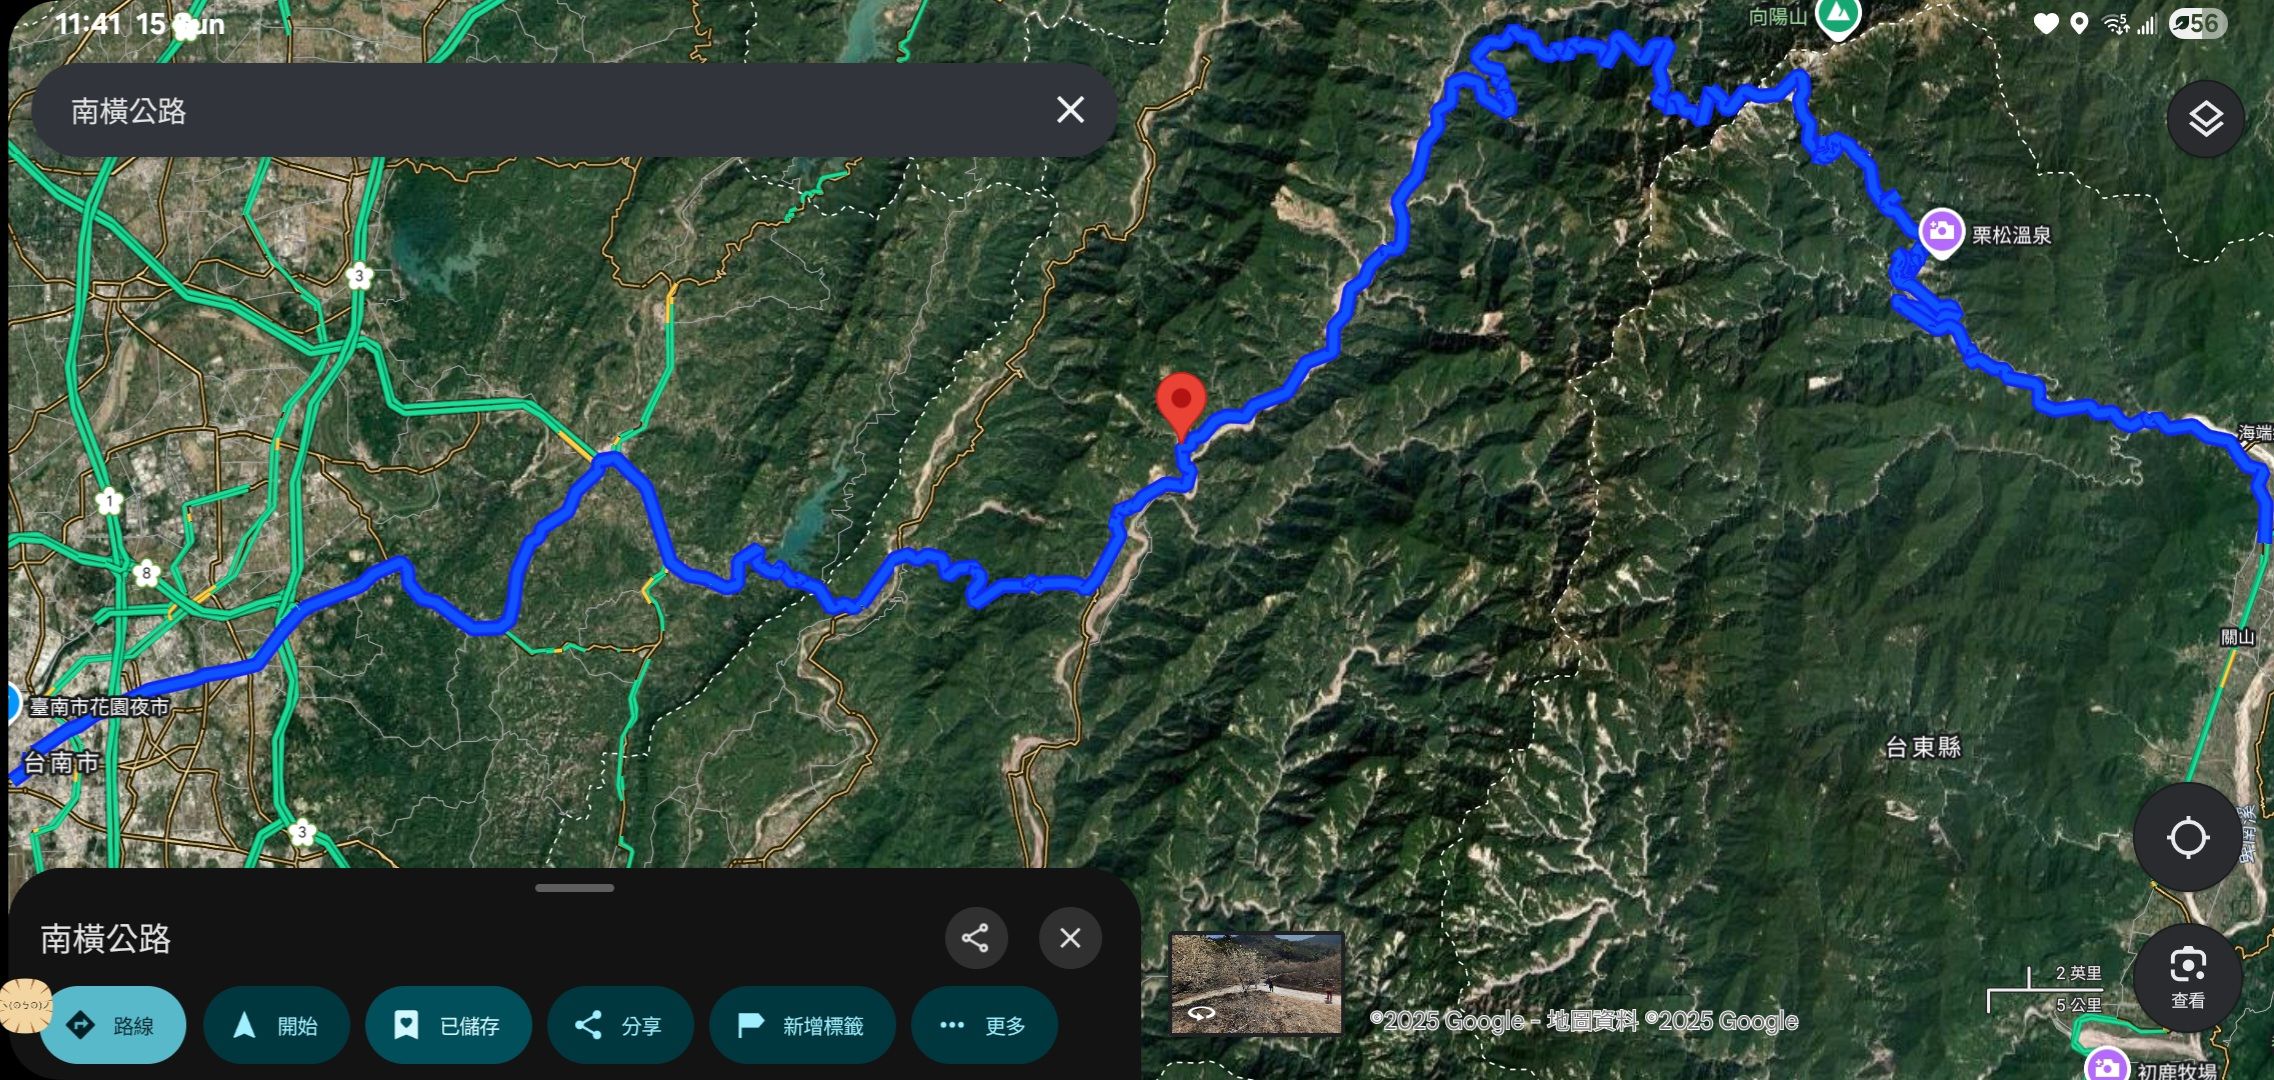 11:41 15
56
南橫公路
向陽山
3
栗松溫泉
1
8
臺南市花園夜市
台南市
海端
關山
台東縣
3
南橫公路
2 英里
5 公里
查看
©2025 Google - 地圖資料 ©2025 Google
路線
開始
已儲存
分享
新增標籤
更多
初鹿牧場